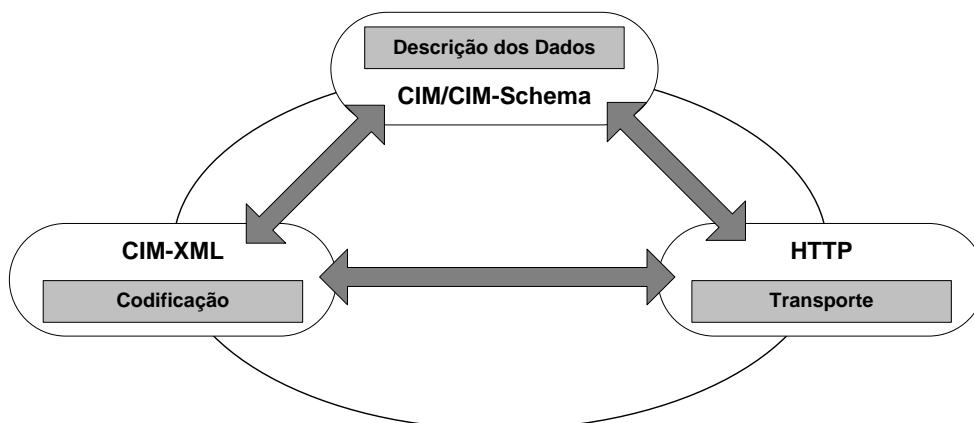 Descrição dos Dados
CIM/CIM-Schema
CIM-XML
Codificação
HTTP
Transporte